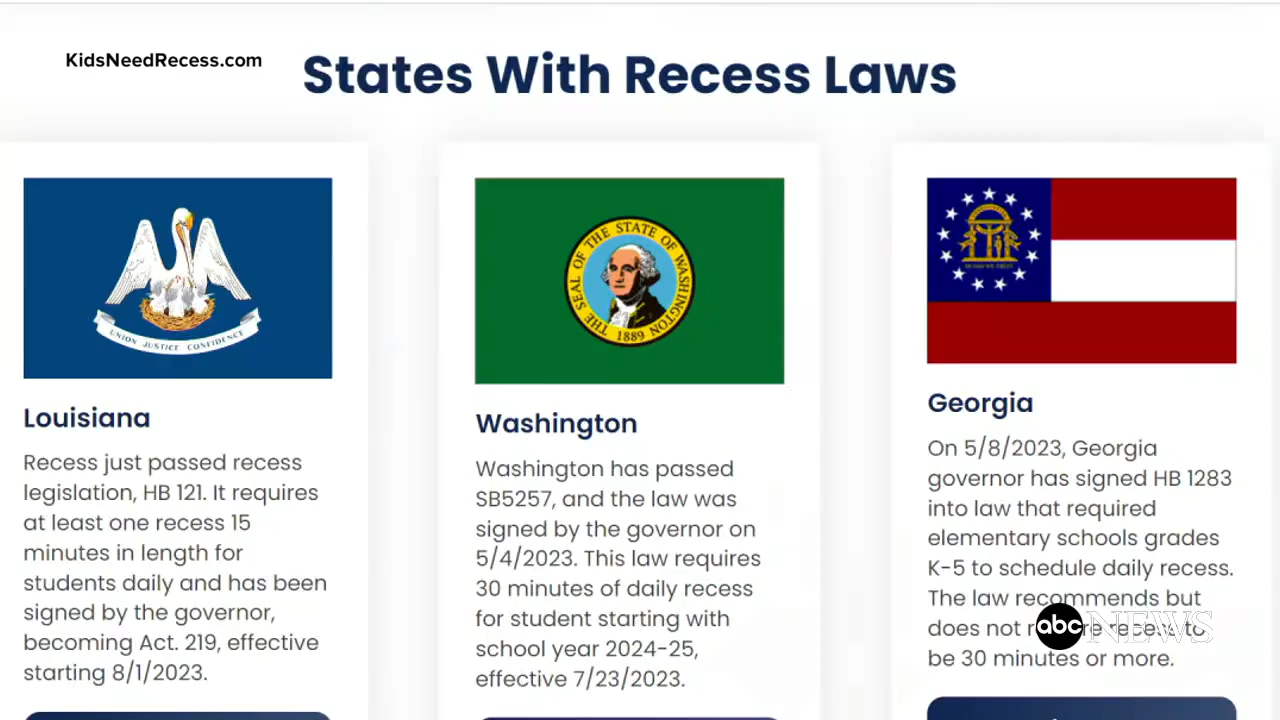 KidsNeedRecess.com
States With Recess Laws
UNION JUSTICE CONFIDENCE
Louisiana
Recess just passed recess
legislation, HB 121. It requires
at least one recess 15
minutes in length for
students daily and has been
signed by the governor,
becoming Act. 219, effective
starting 8/1/2023.
THE SEAL OF THE STATE OF WASHINGTON
1889
Washington
Washington has passed
SB5257, and the law was
signed by the governor on
5/4/2023. This law requires
30 minutes of daily recess
for student starting with
school year 2024-25,
effective 7/23/2023.
Georgia
On 5/8/2023, Georgia
governor has signed HB 1283
into law that required
elementary schools grades
K-5 to schedule daily recess.
The law recommends but
does not recess to
be 30 minutes or more.
abc NEWS